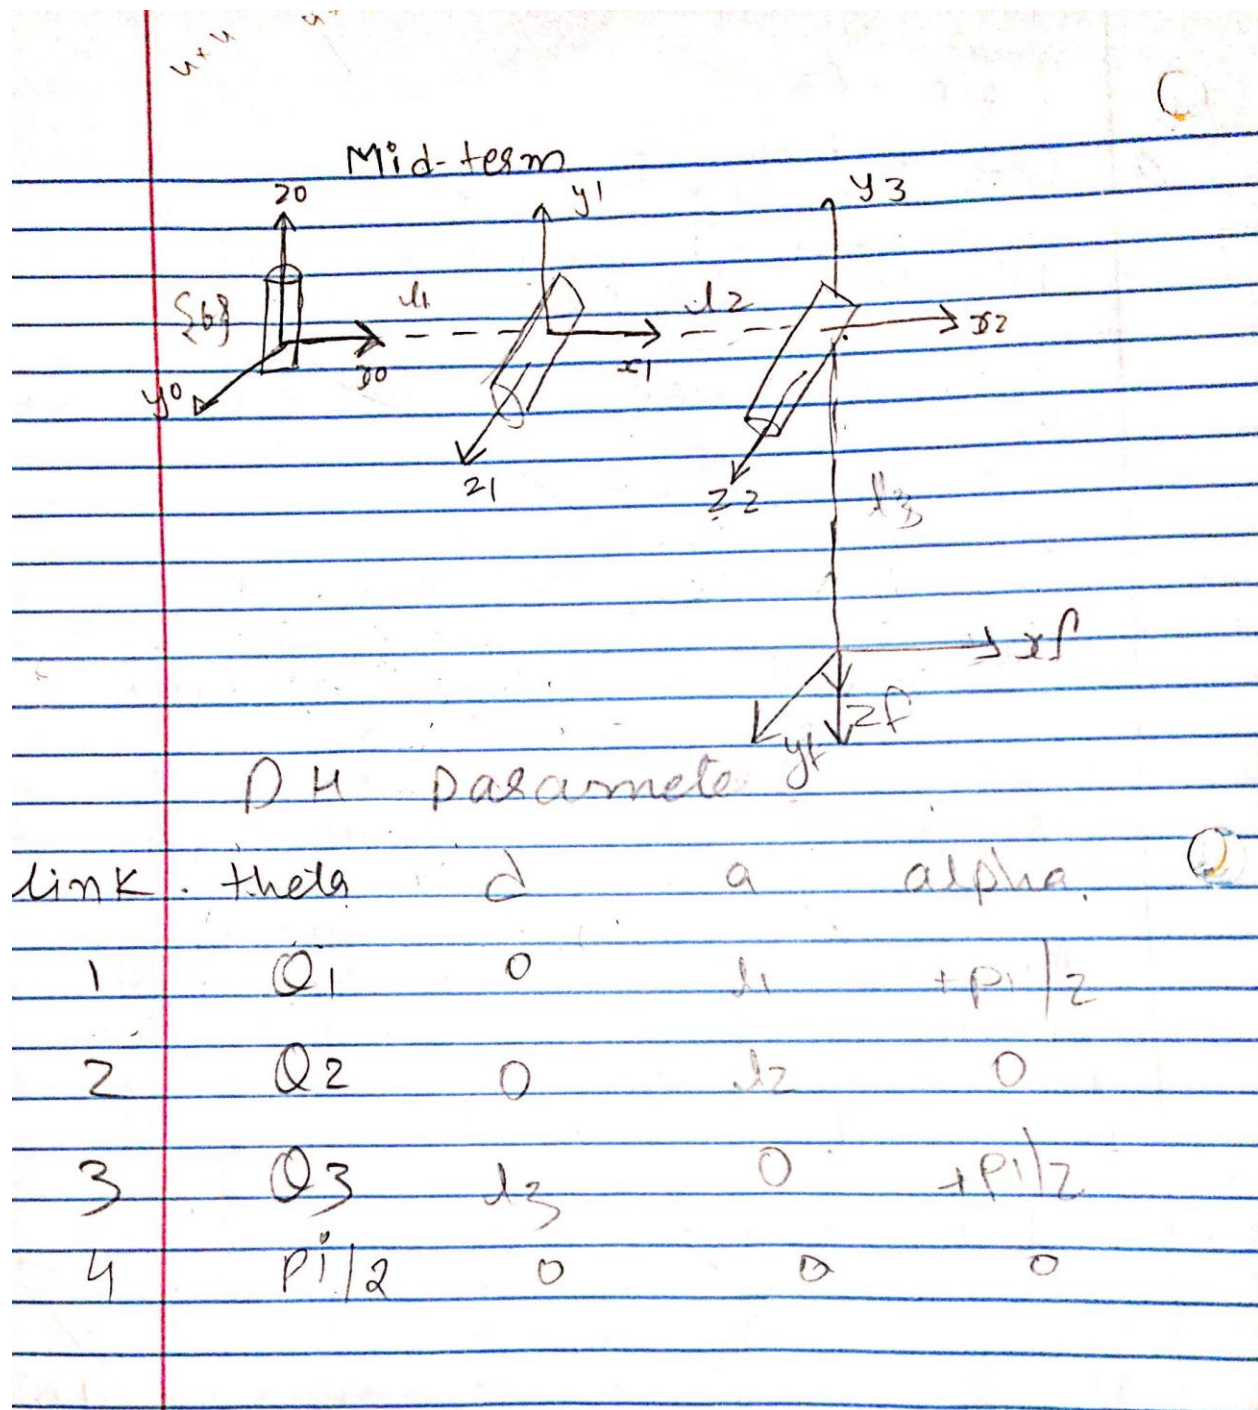 u x u
Mid-term
z0 y1 y3
{b} l1 l2 x2
y0 x0 x1
z1 z2 l3
xf
zf
yf
DH paramete
link. theta d a alpha.
1 Q1 0 l1 +pi/2
2 Q2 0 l2 0
3 Q3 l3 0 +pi/2
4 pi/2 0 0 0